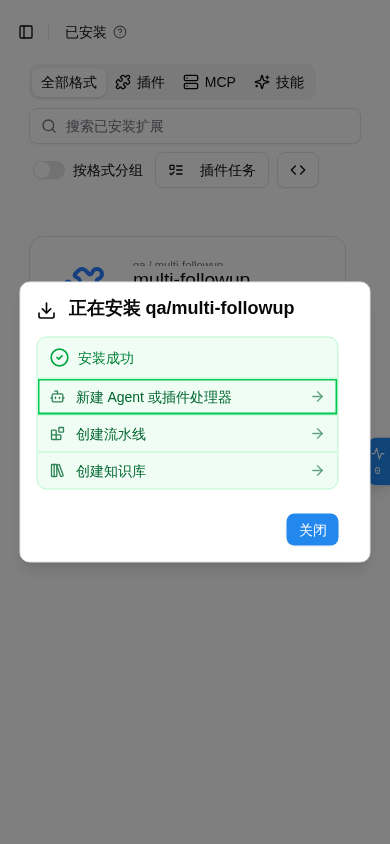 已安装
全部格式 插件 MCP 技能
搜索已安装扩展
按格式分组 插件任务
qa / multi-followup
multi-followup
正在安装 qa/multi-followup
安装成功
新建 Agent 或插件处理器
创建流水线
创建知识库
0
关闭